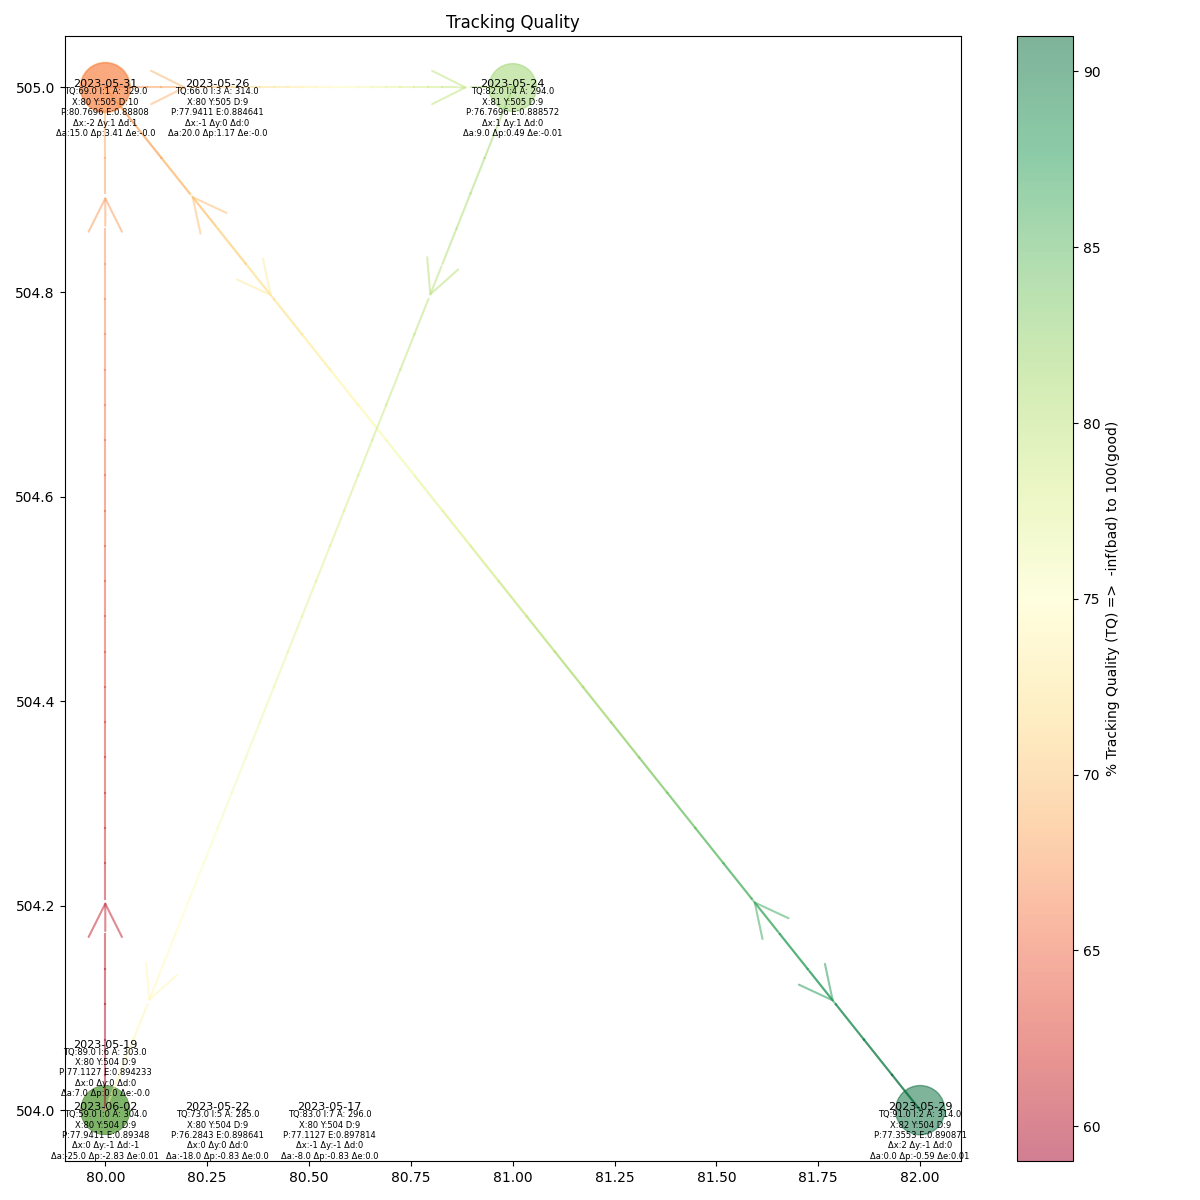 Tracking Quality
505.0
504.8
504.6
504.4
504.2
504.0
2023-05-31
TQ:69.0 I:1 A: 329.0
X:80 Y:505 D:10
P:80.7696 E:0.88808
Δx:-2 Δy:1 Δd:1
Δa:15.0 Δp:3.41 Δe:-0.0
2023-05-26
TQ:66.0 I:3 A: 314.0
X:80 Y:505 D:9
P:77.9411 E:0.884641
Δx:-1 Δy:0 Δd:0
Δa:20.0 Δp:1.17 Δe:-0.0
2023-05-24
TQ:82.0 I:4 A: 294.0
X:81 Y:505 D:9
P:76.7696 E:0.888572
Δx:1 Δy:1 Δd:0
Δa:9.0 Δp:0.49 Δe:-0.01
2023-05-19
TQ:89.0 I:6 A: 303.0
X:80 Y:504 D:9
P:77.1127 E:0.894233
Δx:0 Δy:0 Δd:0
Δa:7.0 Δp:0.0 Δe:-0.0
2023-06-02
TQ:59.0 I:0 A: 304.0
X:80 Y:504 D:9
P:77.9411 E:0.89348
Δx:0 Δy:-1 Δd:-1
Δa:-25.0 Δp:-2.83 Δe:0.01
2023-05-22
TQ:73.0 I:5 A: 285.0
X:80 Y:504 D:9
P:76.2843 E:0.898641
Δx:0 Δy:0 Δd:0
Δa:-18.0 Δp:-0.83 Δe:0.0
2023-05-17
TQ:83.0 I:7 A: 296.0
X:80 Y:504 D:9
P:77.1127 E:0.897814
Δx:-1 Δy:-1 Δd:0
Δa:-8.0 Δp:-0.83 Δe:0.0
2023-05-29
TQ:91.0 I:2 A: 314.0
X:82 Y:504 D:9
P:77.3553 E:0.890871
Δx:2 Δy:-1 Δd:0
Δa:0.0 Δp:-0.59 Δe:0.01
80.00
80.25
80.50
80.75
81.00
81.25
81.50
81.75
82.00
90
85
80
75
70
65
60
% Tracking Quality (TQ) => -inf(bad) to 100(good)